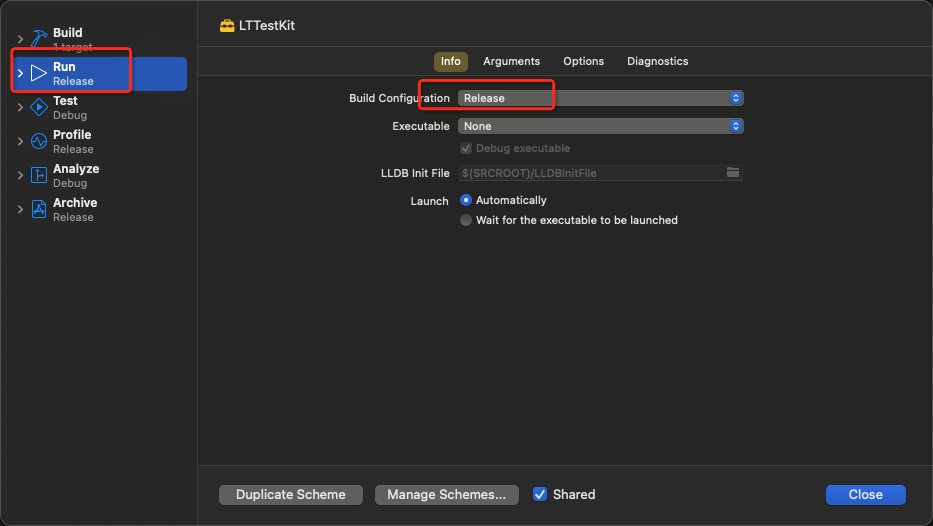 LTTestKit
Build
1 target
Run
Release
Test
Debug
Profile
Release
Analyze
Debug
Archive
Release
Info Arguments Options Diagnostics
Build Configuration Release
Executable None
Debug executable
LLDB Init File $(SRCROOT)/LLDBInitFile
Launch Automatically
Wait for the executable to be launched
Duplicate Scheme Manage Schemes... Shared Close